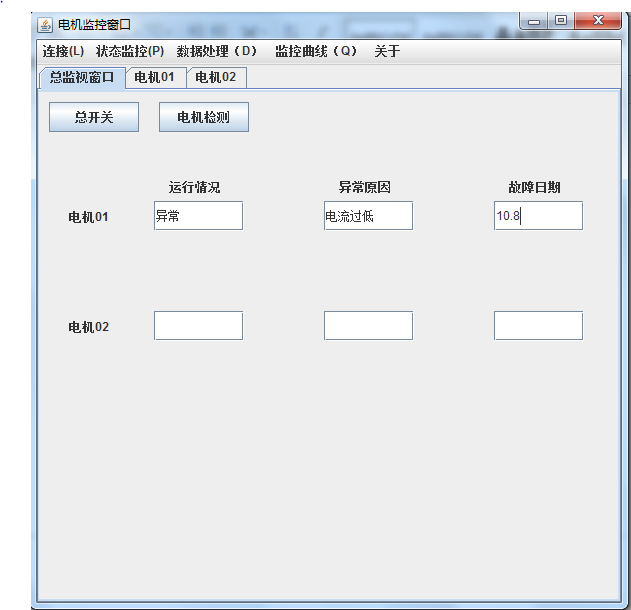 电机监控窗口
连接(L) 状态监控(P) 数据处理（D） 监控曲线（Q） 关于
总监视窗口 电机01 电机02
总开关 电机检测
运行情况 异常原因 故障日期
电机01 异常 电流过低 10.8
电机02